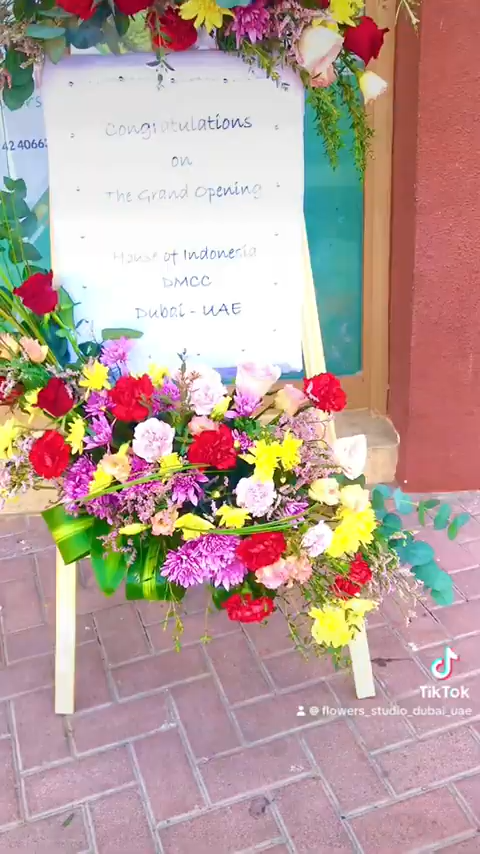 Congratulations
on
The Grand Opening
House of Indonesia
DMCC
Dubai - UAE
TikTok
@flowers_studio_dubai_uae